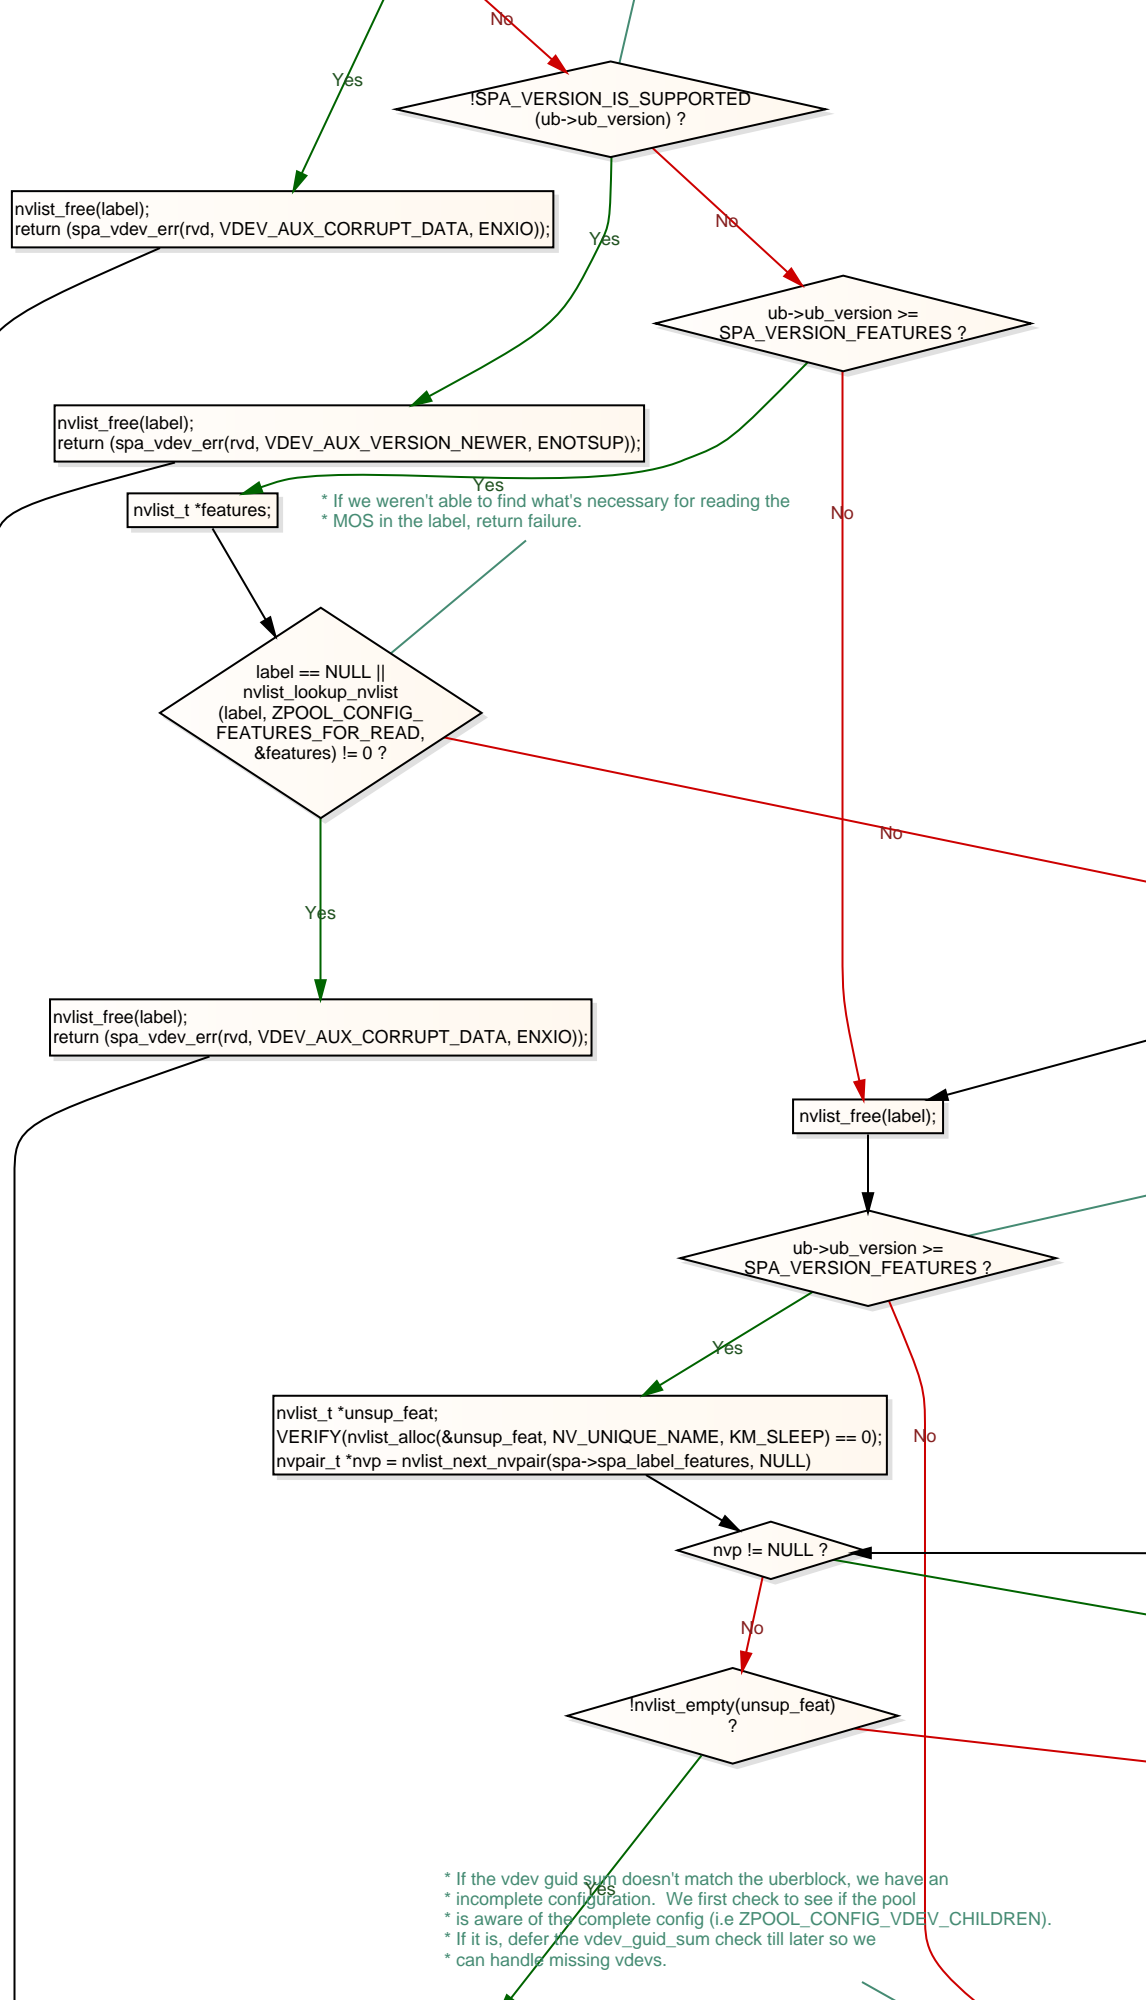 No
Yes
!SPA_VERSION_IS_SUPPORTED
(ub->ub_version) ?
nvlist_free(label);
return (spa_vdev_err(rvd, VDEV_AUX_CORRUPT_DATA, ENXIO));
No
Yes
ub->ub_version >=
SPA_VERSION_FEATURES ?
nvlist_free(label);
return (spa_vdev_err(rvd, VDEV_AUX_VERSION_NEWER, ENOTSUP));
Yes
nvlist_t *features;
* If we weren't able to find what's necessary for reading the
* MOS in the label, return failure.
No
label == NULL ||
nvlist_lookup_nvlist
(label, ZPOOL_CONFIG_
FEATURES_FOR_READ,
&features) != 0 ?
No
Yes
nvlist_free(label);
return (spa_vdev_err(rvd, VDEV_AUX_CORRUPT_DATA, ENXIO));
nvlist_free(label);
ub->ub_version >=
SPA_VERSION_FEATURES ?
Yes
nvlist_t *unsup_feat;
VERIFY(nvlist_alloc(&unsup_feat, NV_UNIQUE_NAME, KM_SLEEP) == 0);
nvpair_t *nvp = nvlist_next_nvpair(spa->spa_label_features, NULL)
No
nvp != NULL ?
No
!nvlist_empty(unsup_feat)
?
* If the vdev guid sum doesn't match the uberblock, we have an
Yes
* incomplete configuration.  We first check to see if the pool
* is aware of the complete config (i.e ZPOOL_CONFIG_VDEV_CHILDREN).
* If it is, defer the vdev_guid_sum check till later so we
* can handle missing vdevs.